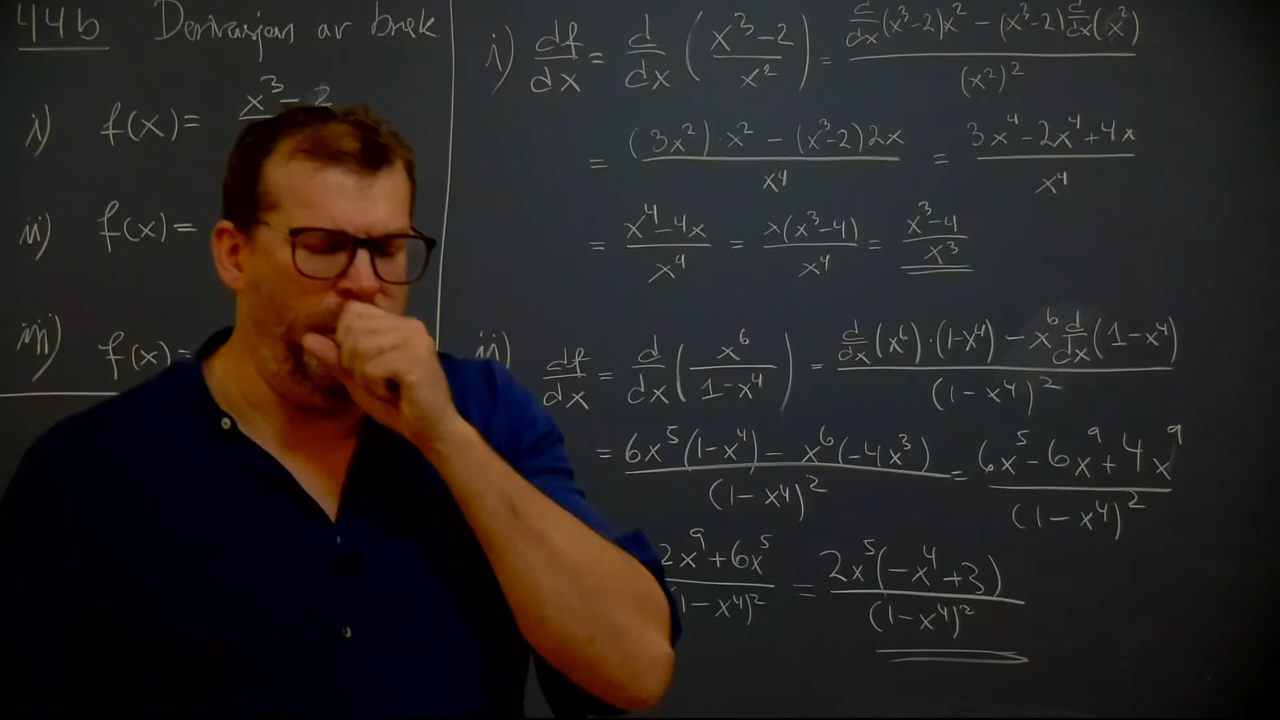 44b Derivasjon av brøk
i) f(x) = x³-2
ii) f(x) =
iii) f(x) =
i) df/dx = d/dx ( (x³-2)/x² ) = ( d/dx(x³-2)x² - (x³-2) d/dx(x²) ) / (x²)²
= ( (3x²)·x² - (x³-2)2x ) / x⁴ = ( 3x⁴-2x⁴+4x ) / x⁴
= (x⁴-4x)/x⁴ = x(x³-4)/x⁴ = (x³-4)/x³
ii) df/dx = d/dx ( x⁶/(1-x⁴) ) = ( d/dx(x⁶)·(1-x⁴) - x⁶ d/dx(1-x⁴) ) / (1-x⁴)²
= ( 6x⁵(1-x⁴) - x⁶(-4x³) ) / (1-x⁴)² = ( 6x⁵-6x⁹+4x⁹ ) / (1-x⁴)²
2x⁹+6x⁵ / (1-x⁴)² = 2x⁵(-x⁴+3) / (1-x⁴)²